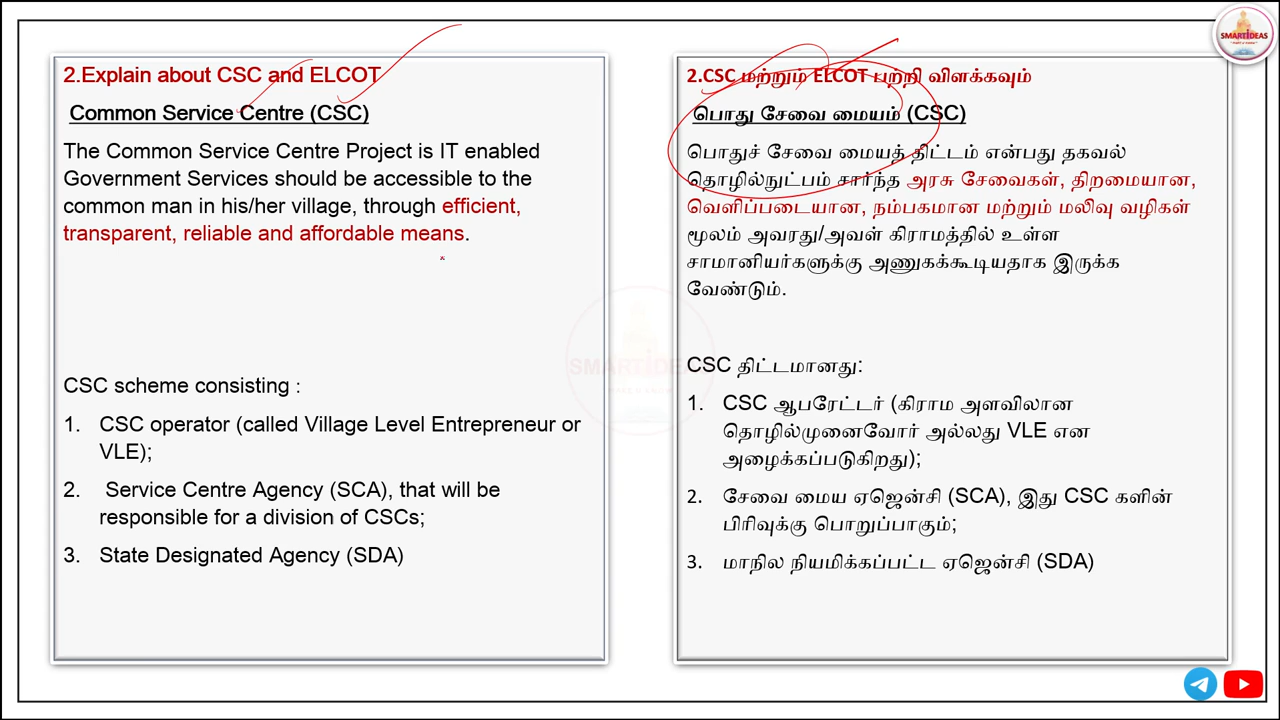 SMARTIDEAS
2.Explain about CSC and ELCOT
Common Service Centre (CSC)
The Common Service Centre Project is IT enabled
Government Services should be accessible to the
common man in his/her village, through efficient,
transparent, reliable and affordable means.
CSC scheme consisting :
1. CSC operator (called Village Level Entrepreneur or
VLE);
2. Service Centre Agency (SCA), that will be
responsible for a division of CSCs;
3. State Designated Agency (SDA)
2.CSC மற்றும் ELCOT பற்றி விளக்கவும்
பொது சேவை மையம் (CSC)
பொதுச் சேவை மையத் திட்டம் என்பது தகவல்
தொழில்நுட்பம் சார்ந்த அரசு சேவைகள், திறமையான,
வெளிப்படையான, நம்பகமான மற்றும் மலிவு வழிகள்
மூலம் அவரது/அவள் கிராமத்தில் உள்ள
சாமானியர்களுக்கு அணுகக்கூடியதாக இருக்க
வேண்டும்.
CSC திட்டமானது:
1. CSC ஆபரேட்டர் (கிராம அளவிலான
தொழில்முனைவோர் அல்லது VLE என
அழைக்கப்படுகிறது);
2. சேவை மைய ஏஜென்சி (SCA), இது CSC களின்
பிரிவுக்கு பொறுப்பாகும்;
3. மாநில நியமிக்கப்பட்ட ஏஜென்சி (SDA)
SMARTIDEAS